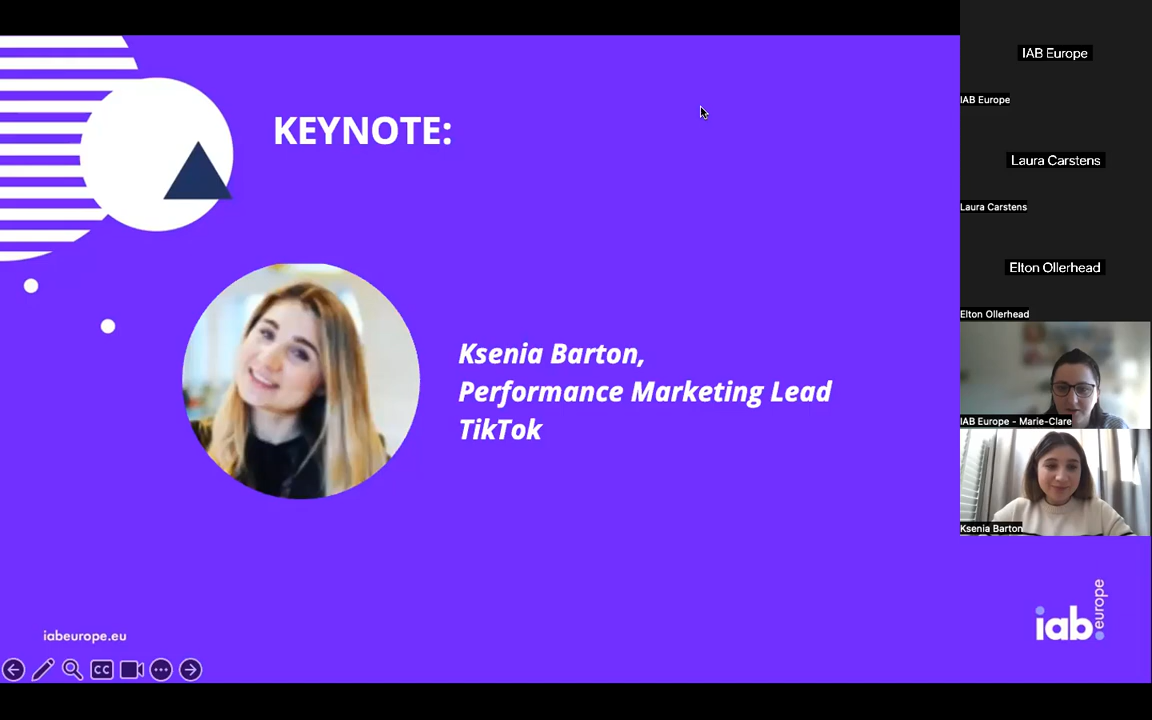 KEYNOTE:
Ksenia Barton,
Performance Marketing Lead
TikTok
iabeurope.eu
CC
iab.europe
IAB Europe
IAB Europe
Laura Carstens
Laura Carstens
Elton Ollerhead
Elton Ollerhead
IAB Europe - Marie-Clare
Ksenia Barton